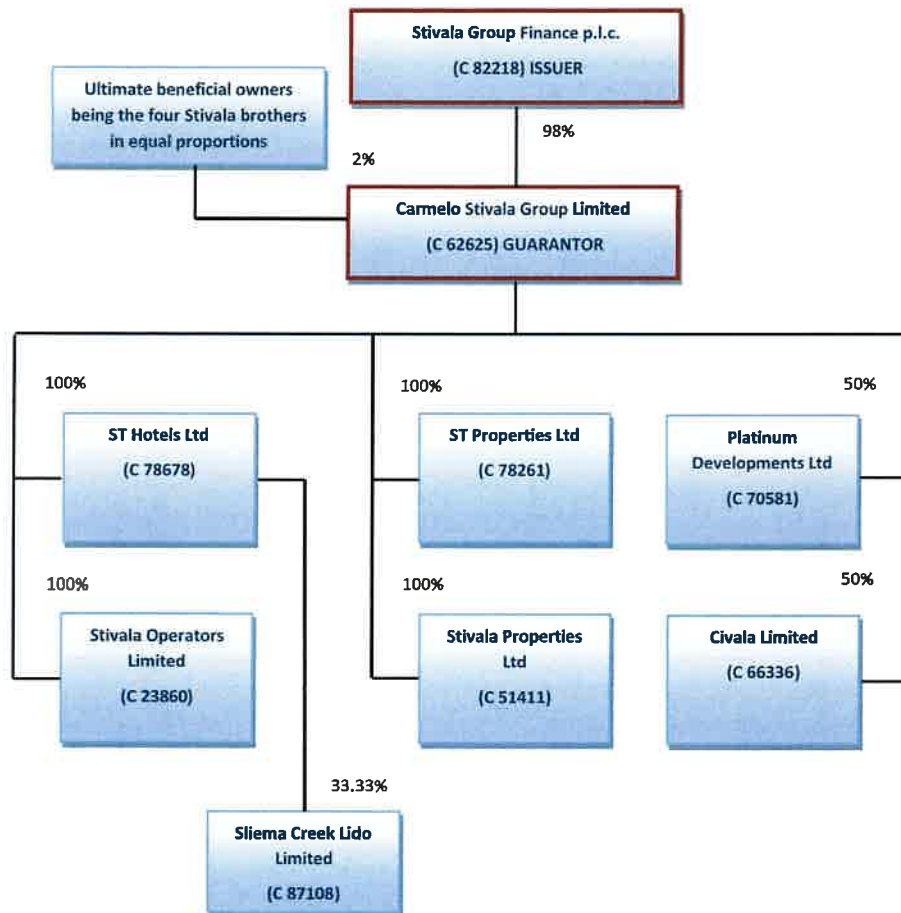 Stivala Group Finance p.l.c.
(C 82218) ISSUER
Ultimate beneficial owners
being the four Stivala brothers
in equal proportions
98%
2%
Carmelo Stivala Group Limited
(C 62625) GUARANTOR
100%
100%
50%
ST Hotels Ltd
(C 78678)
ST Properties Ltd
(C 78261)
Platinum
Developments Ltd
(C 70581)
100%
100%
50%
Stivala Operators
Limited
(C 23860)
Stivala Properties
Ltd
(C 51411)
Civala Limited
(C 66336)
33.33%
Sliema Creek Lido
Limited
(C 87108)